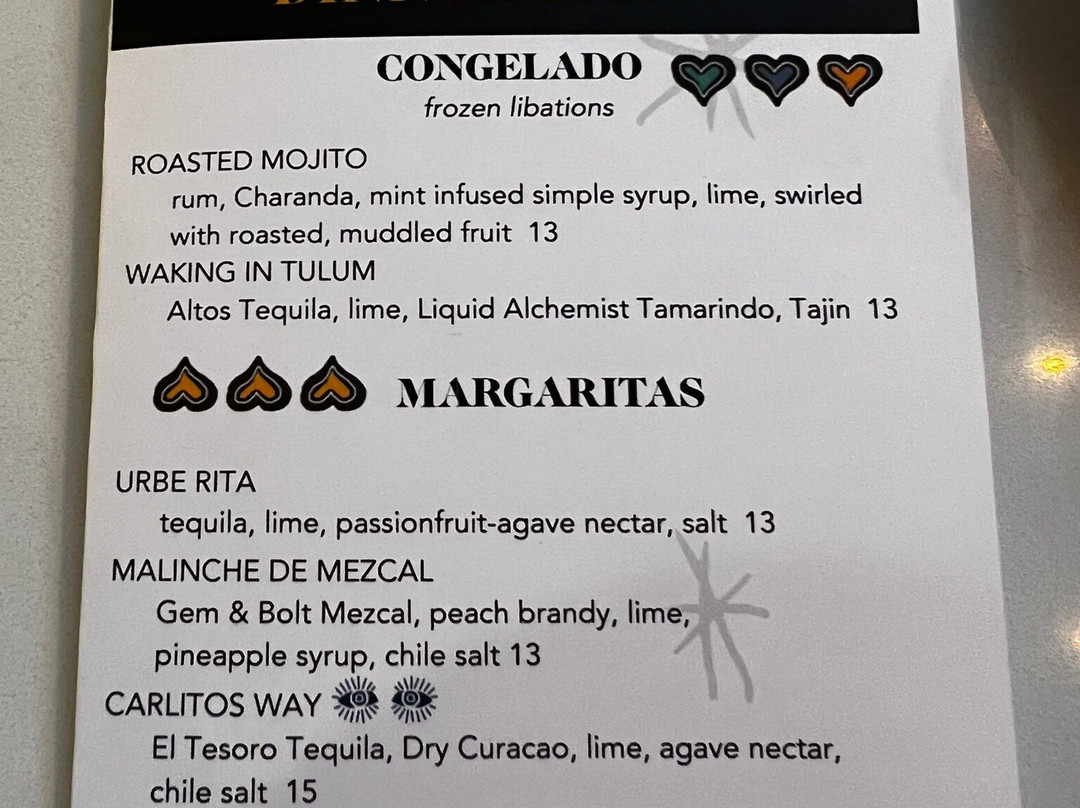 CONGELADO
frozen libations
ROASTED MOJITO
rum, Charanda, mint infused simple syrup, lime, swirled
with roasted, muddled fruit 13
WAKING IN TULUM
Altos Tequila, lime, Liquid Alchemist Tamarindo, Tajin 13
MARGARITAS
URBE RITA
tequila, lime, passionfruit-agave nectar, salt 13
MALINCHE DE MEZCAL
Gem & Bolt Mezcal, peach brandy, lime,
pineapple syrup, chile salt 13
CARLITOS WAY
El Tesoro Tequila, Dry Curacao, lime, agave nectar,
chile salt 15